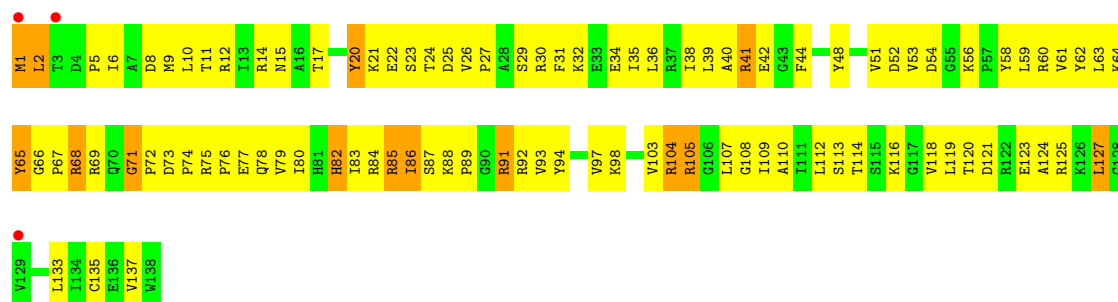 M1 L2 T3 D4 P5 I6 A7 D8 M9 L10 T11 R12 I13 R14 N15 A16 T17 Y20 K21 E22 S23 T24 D25 V26 P27 A28 S29 R30 F31 K32 E33 E34 I35 L36 R37 I38 L39 A40 R41 E42 G43 F44 Y48 V51 D52 V53 D54 G55 K56 P57 Y58 L59 R60 V61 Y62 L63 K64
Y65 G66 P67 R68 R69 Q70 G71 P72 D73 P74 R75 P76 E77 Q78 V79 I80 H81 H82 I83 R84 R85 I86 S87 K88 P89 G90 R91 R92 V93 Y94 V97 K98 V103 R104 R105 G106 L107 G108 I109 A110 I111 L112 S113 T114 S115 K116 G117 V118 L119 T120 D121 R122 E123 A124 R125 K126 L127 G128
V129 L133 I134 C135 E136 V137 W138